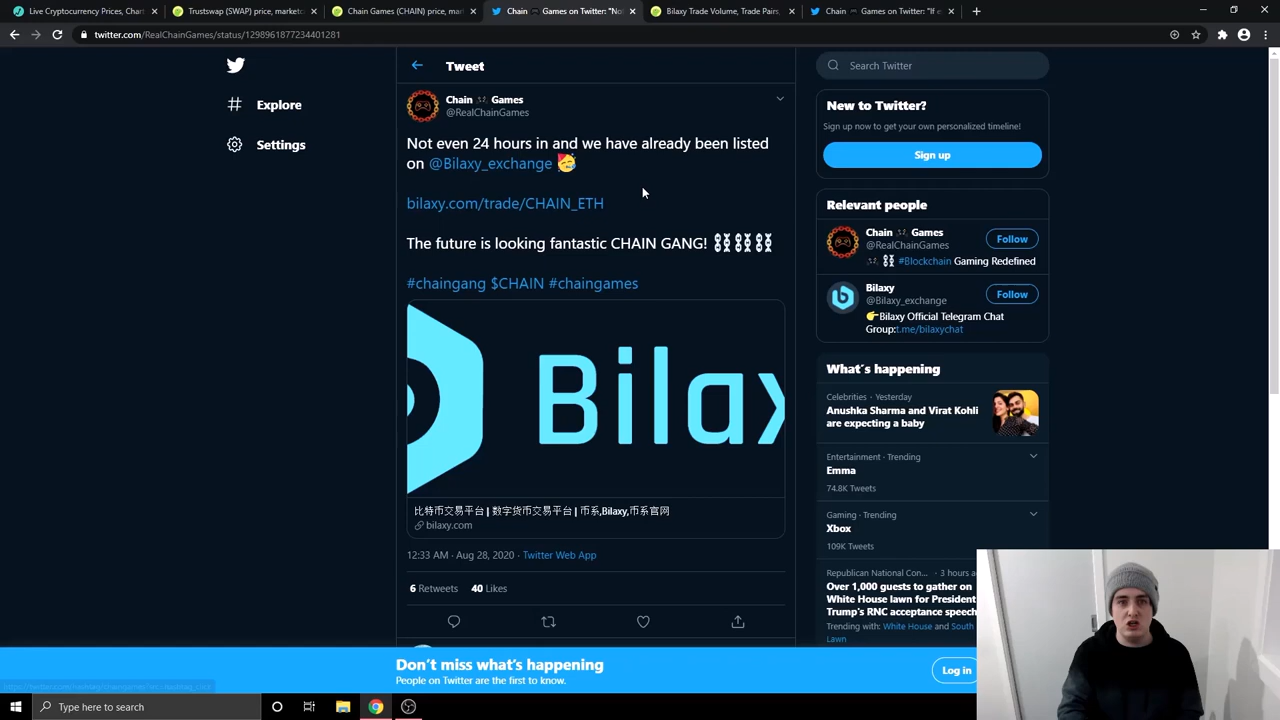 Live Cryptocurrency Prices, Chart
Trustswap (SWAP) price, market
Chain Games (CHAIN) price, mark
Chain Games on Twitter: "Not
Bilaxy Trade Volume, Trade Pairs,
Chain Games on Twitter: "If e
twitter.com/RealChainGames/status/1298961877234401281
Explore
Settings
Tweet
Chain 🎮 Games
@RealChainGames
Not even 24 hours in and we have already been listed
on @Bilaxy_exchange 🥳
bilaxy.com/trade/CHAIN_ETH
The future is looking fantastic CHAIN GANG! ⛓⛓⛓
#chaingang $CHAIN #chaingames
Bilax
比特币交易平台 | 数字货币交易平台 | 币系,Bilaxy,币系官网
bilaxy.com
12:33 AM · Aug 28, 2020 · Twitter Web App
6 Retweets 40 Likes
Search Twitter
New to Twitter?
Sign up now to get your own personalized timeline!
Sign up
Relevant people
Chain 🎮 Games
@RealChainGames
Follow
🎮 ⛓ #Blockchain Gaming Redefined
Bilaxy
@Bilaxy_exchange
Follow
👉Bilaxy Official Telegram Chat
Group:t.me/bilaxychat
What's happening
Celebrities · Yesterday
Anushka Sharma and Virat Kohli
are expecting a baby
Entertainment · Trending
Emma
74.8K Tweets
Gaming · Trending
Xbox
109K Tweets
Republican National Con... · 3 hours a
Over 1,000 guests to gather on
White House lawn for President
Trump's RNC acceptance speech
Trending with: White House and South
Lawn
Don't miss what's happening
People on Twitter are the first to know.
Log in
Type here to search